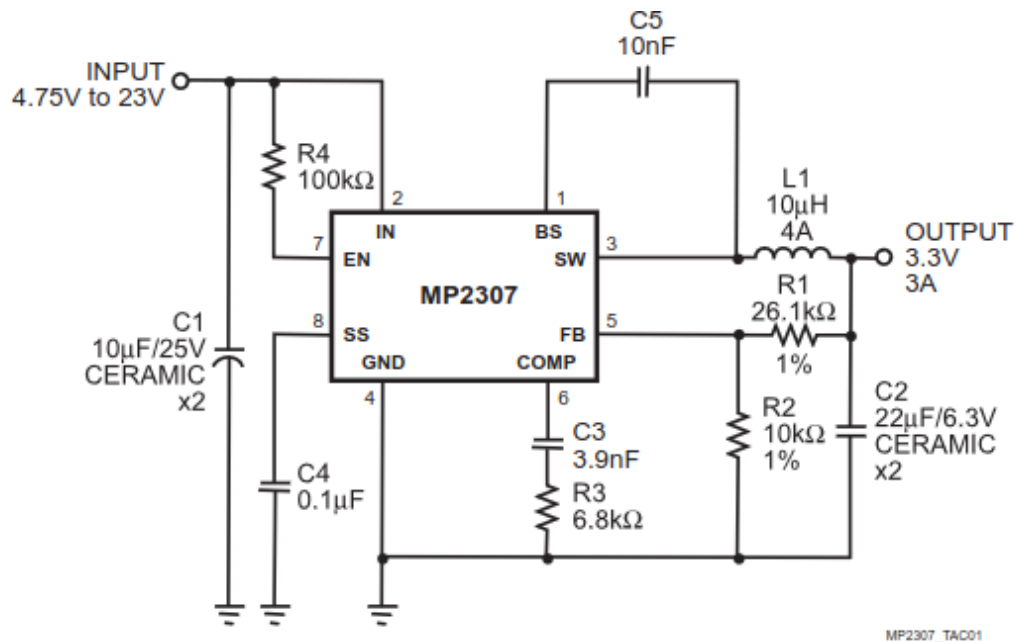 C5
10nF
INPUT
4.75V to 23V
R4
100kΩ
2
1
L1
10µH
4A
IN
BS
OUTPUT
3.3V
3A
7
EN
SW
3
MP2307
R1
26.1kΩ
1%
C1
10µF/25V
CERAMIC
x2
8
SS
FB
5
GND
COMP
4
6
R2
10kΩ
1%
C2
22µF/6.3V
CERAMIC
x2
C3
3.9nF
C4
0.1µF
R3
6.8kΩ
MP2307_TAC01